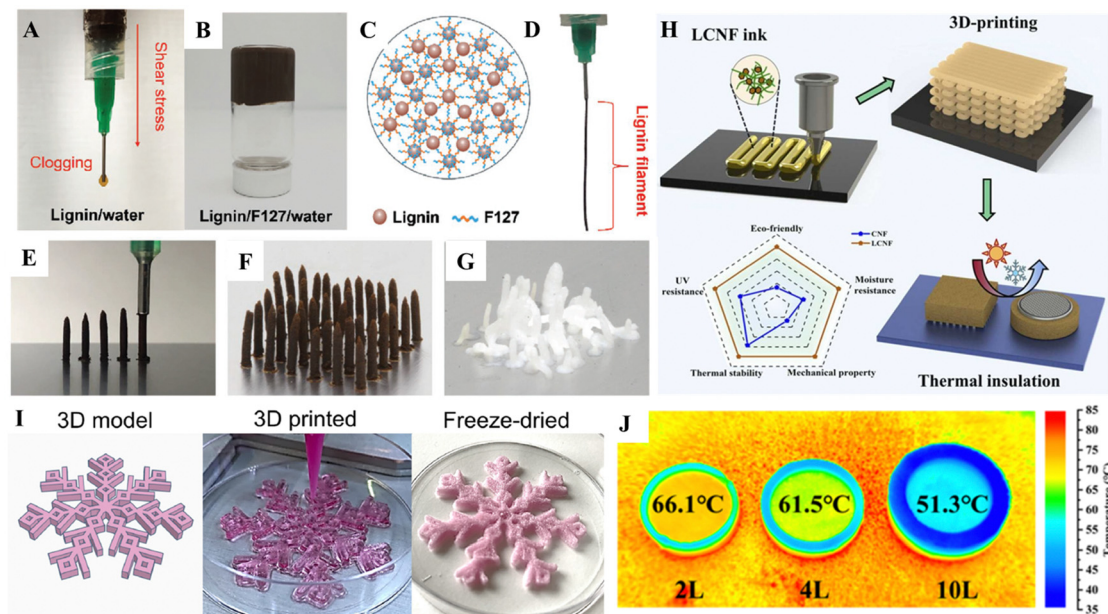 A
Shear stress
Clogging
Lignin/water
B
Lignin/F127/water
C
Lignin
F127
D
Lignin filament
H
LCNF ink
3D-printing
Eco-friendly
CNF
LCNF
UV
resistance
Moisture
resistance
Thermal stability
Mechanical property
Thermal insulation
E
F
G
I
3D model
3D printed
Freeze-dried
J
66.1℃
61.5℃
51.3℃
2L
4L
10L
85
80
75
70
65
60
55
50
45
40
35
Temperature (℃)